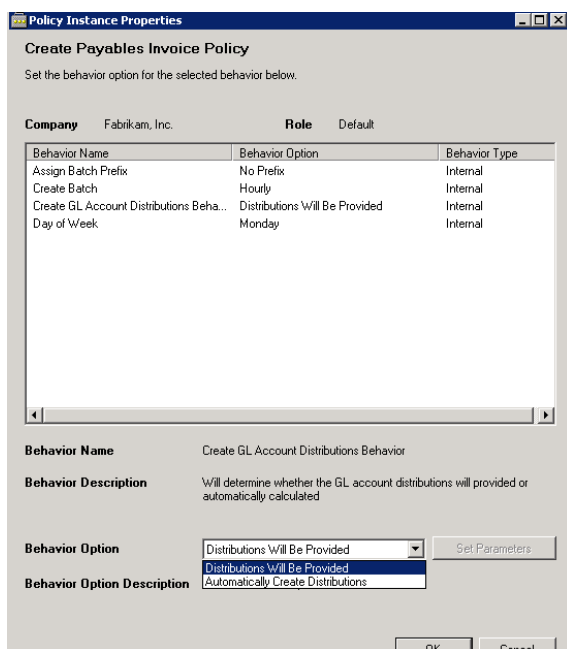 Policy Instance Properties
Create Payables Invoice Policy
Set the behavior option for the selected behavior below.
Company Fabrikam, Inc. Role Default
Behavior Name Behavior Option Behavior Type
Assign Batch Prefix No Prefix Internal
Create Batch Hourly Internal
Create GL Account Distributions Beha... Distributions Will Be Provided Internal
Day of Week Monday Internal
Behavior Name Create GL Account Distributions Behavior
Behavior Description Will determine whether the GL account distributions will provided or
automatically calculated
Behavior Option Distributions Will Be Provided Set Parameters
Distributions Will Be Provided
Behavior Option Description Automatically Create Distributions
OK Cancel